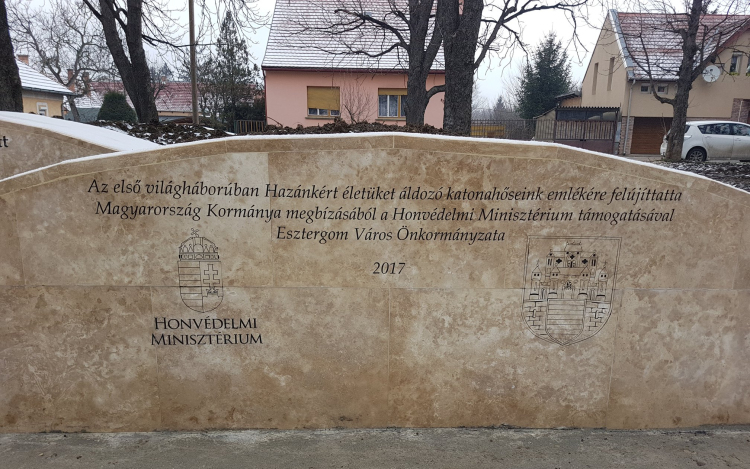 tt
Az első világháborúban Hazánkért életüket áldozó katonahőseink emlékére felújíttatta
Magyarország Kormánya megbízásából a Honvédelmi Minisztérium támogatásával
Esztergom Város Önkormányzata
2017
HONVÉDELMI
MINISZTÉRIUM